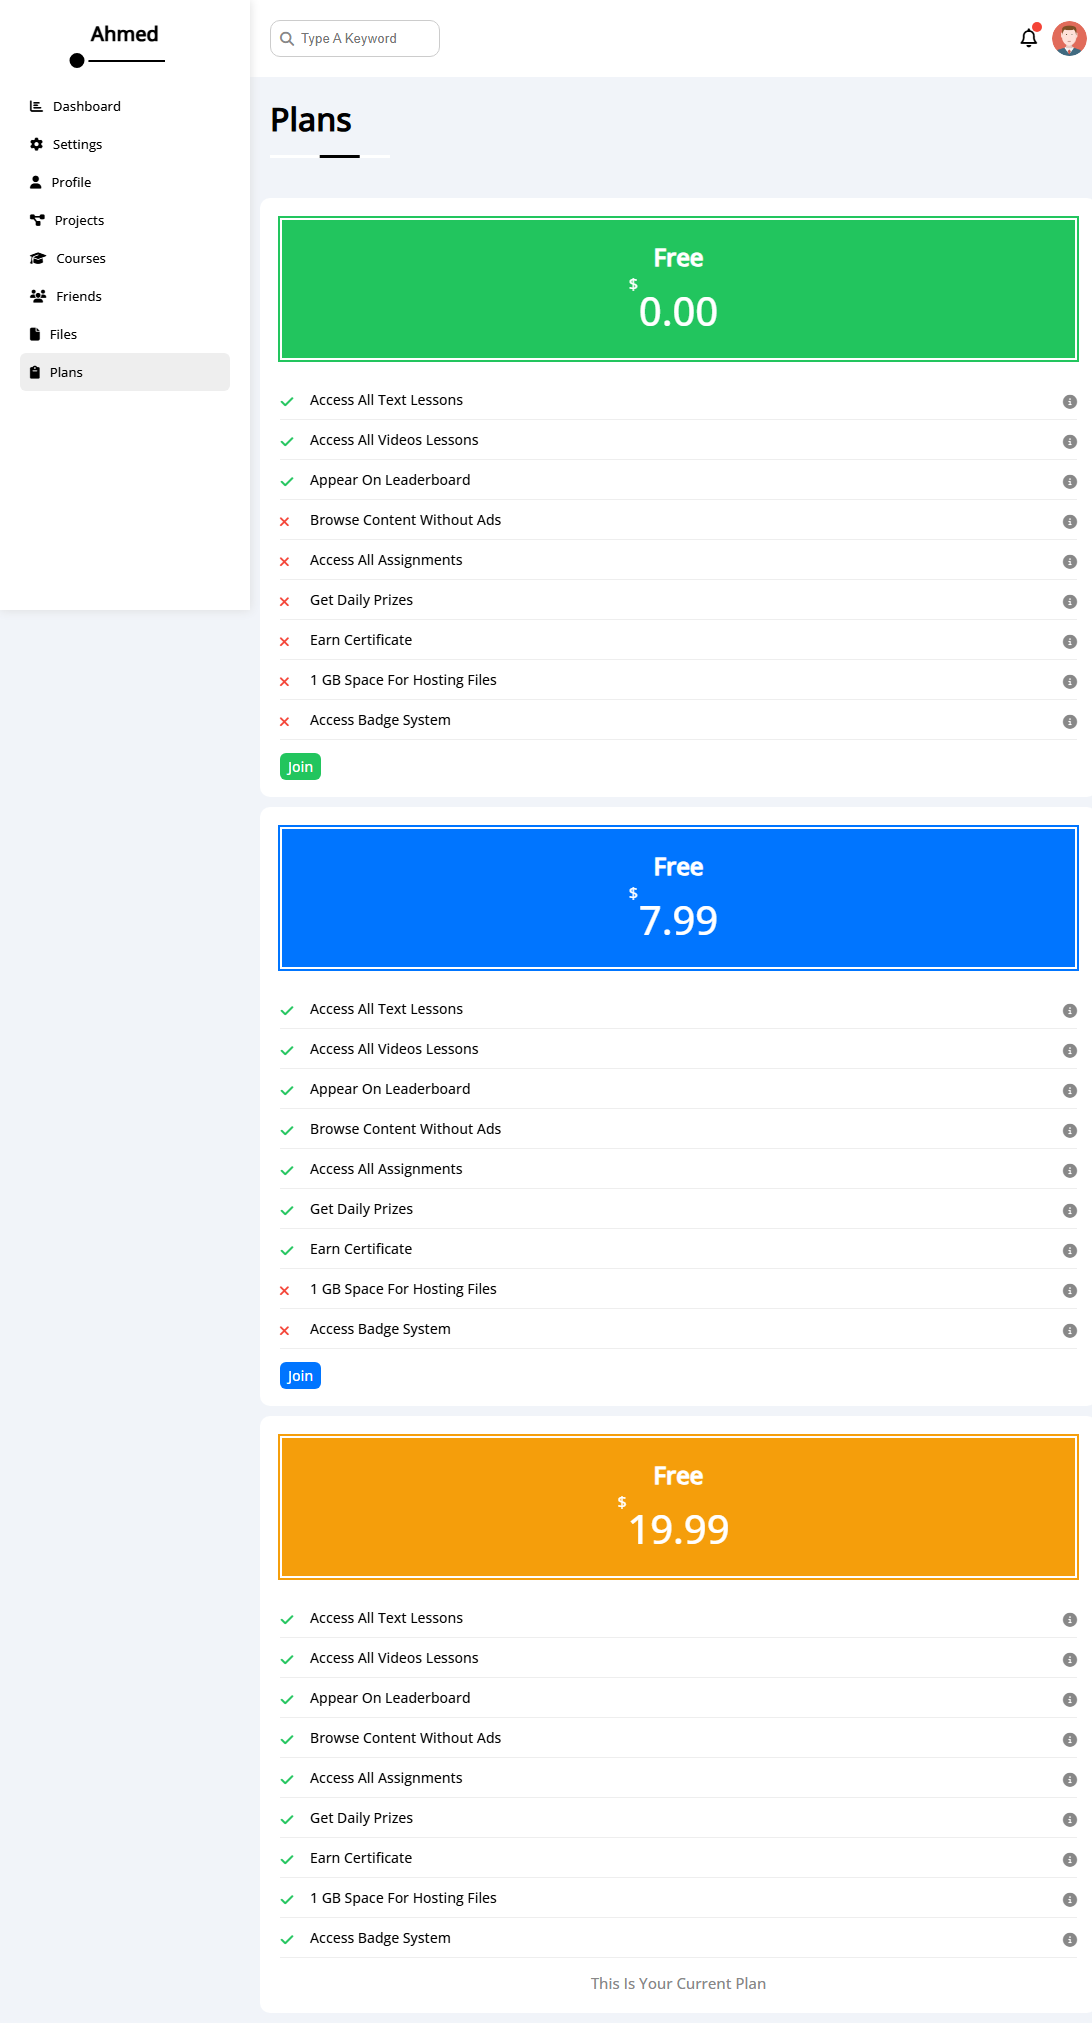 Ahmed
Dashboard
Settings
Profile
Projects
Courses
Friends
Files
Plans
Type A Keyword
Plans
Free
$
0.00
Access All Text Lessons
Access All Videos Lessons
Appear On Leaderboard
Browse Content Without Ads
Access All Assignments
Get Daily Prizes
Earn Certificate
1 GB Space For Hosting Files
Access Badge System
Join
Free
$
7.99
Access All Text Lessons
Access All Videos Lessons
Appear On Leaderboard
Browse Content Without Ads
Access All Assignments
Get Daily Prizes
Earn Certificate
1 GB Space For Hosting Files
Access Badge System
Join
Free
$
19.99
Access All Text Lessons
Access All Videos Lessons
Appear On Leaderboard
Browse Content Without Ads
Access All Assignments
Get Daily Prizes
Earn Certificate
1 GB Space For Hosting Files
Access Badge System
This Is Your Current Plan